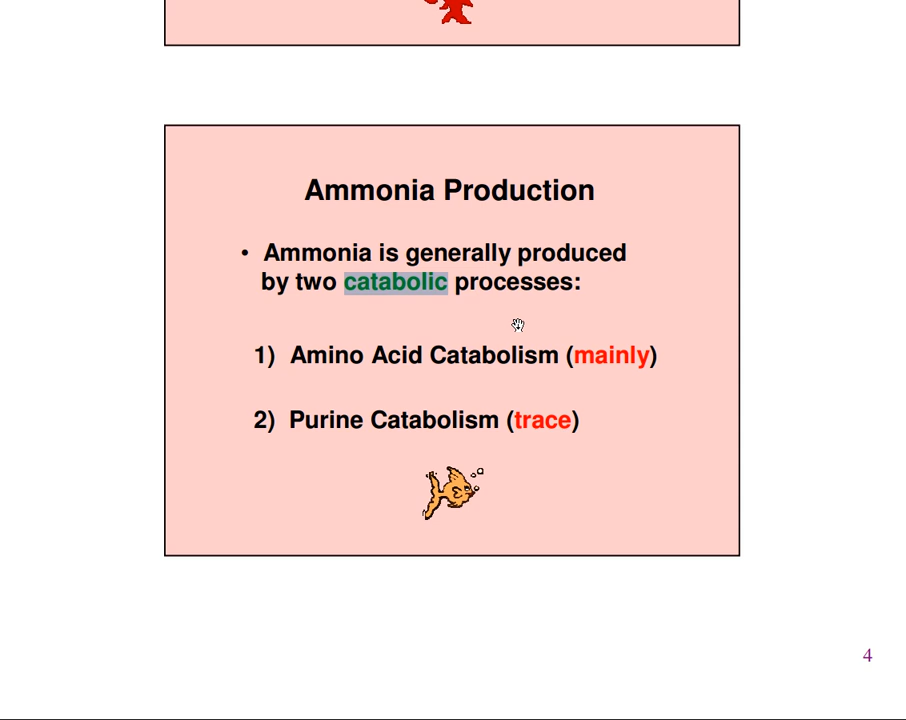 Ammonia Production
• Ammonia is generally produced
by two catabolic processes:
1) Amino Acid Catabolism (mainly)
2) Purine Catabolism (trace)
4